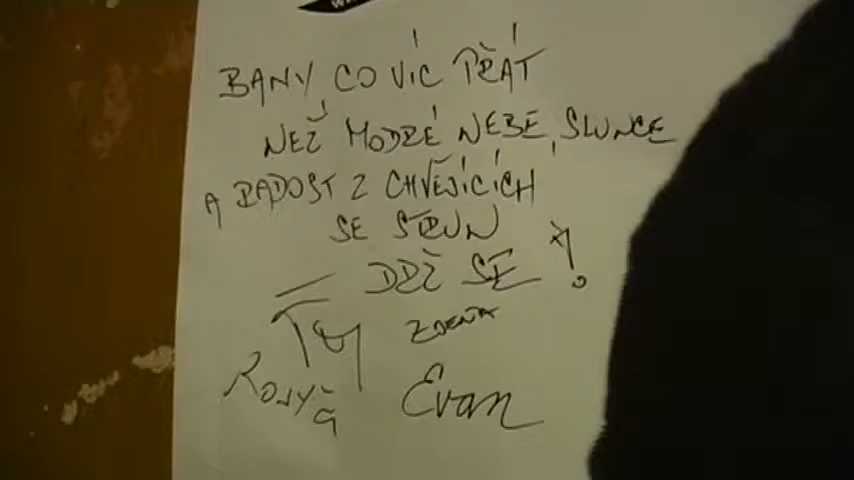 BANY CO VÍC PŘÁT
NEŽ MODRÉ NEBE, SLUNCE
A RADOST Z CHVĚJÍCÍCH
SE STRUN
DRŽ SE !
ZDENA
Evan